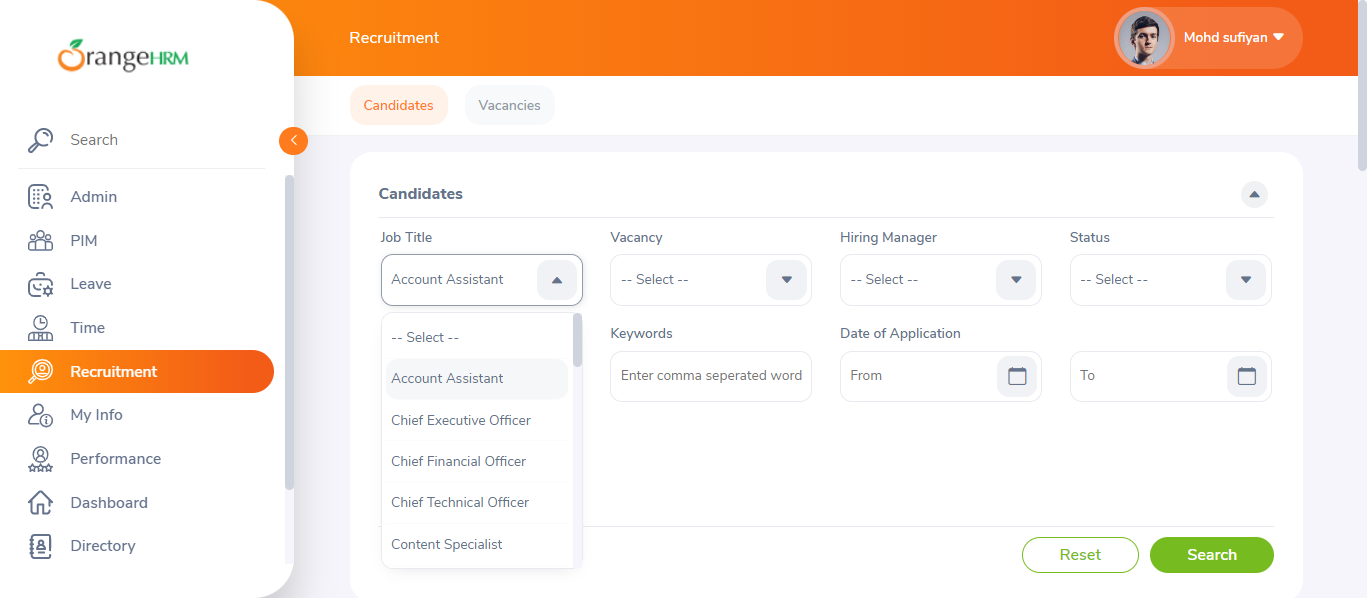 OrangeHRM
Search
Admin
PIM
Leave
Time
Recruitment
My Info
Performance
Dashboard
Directory
Recruitment
Mohd sufiyan
Candidates
Vacancies
Candidates
Job Title
Vacancy
Hiring Manager
Status
Account Assistant
-- Select --
-- Select --
-- Select --
-- Select --
Account Assistant
Chief Executive Officer
Chief Financial Officer
Chief Technical Officer
Content Specialist
Keywords
Date of Application
Enter comma seperated word
From
To
Reset
Search